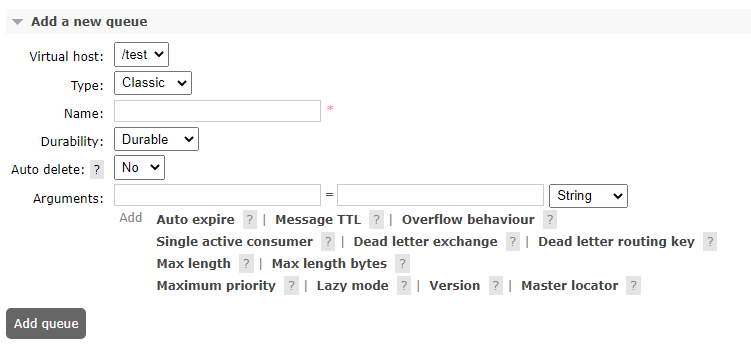 Add a new queue
Virtual host: /test
Type: Classic
Name: *
Durability: Durable
Auto delete: ? No
Arguments: = String
Add Auto expire ? | Message TTL ? | Overflow behaviour ?
Single active consumer ? | Dead letter exchange ? | Dead letter routing key ?
Max length ? | Max length bytes ?
Maximum priority ? | Lazy mode ? | Version ? | Master locator ?
Add queue